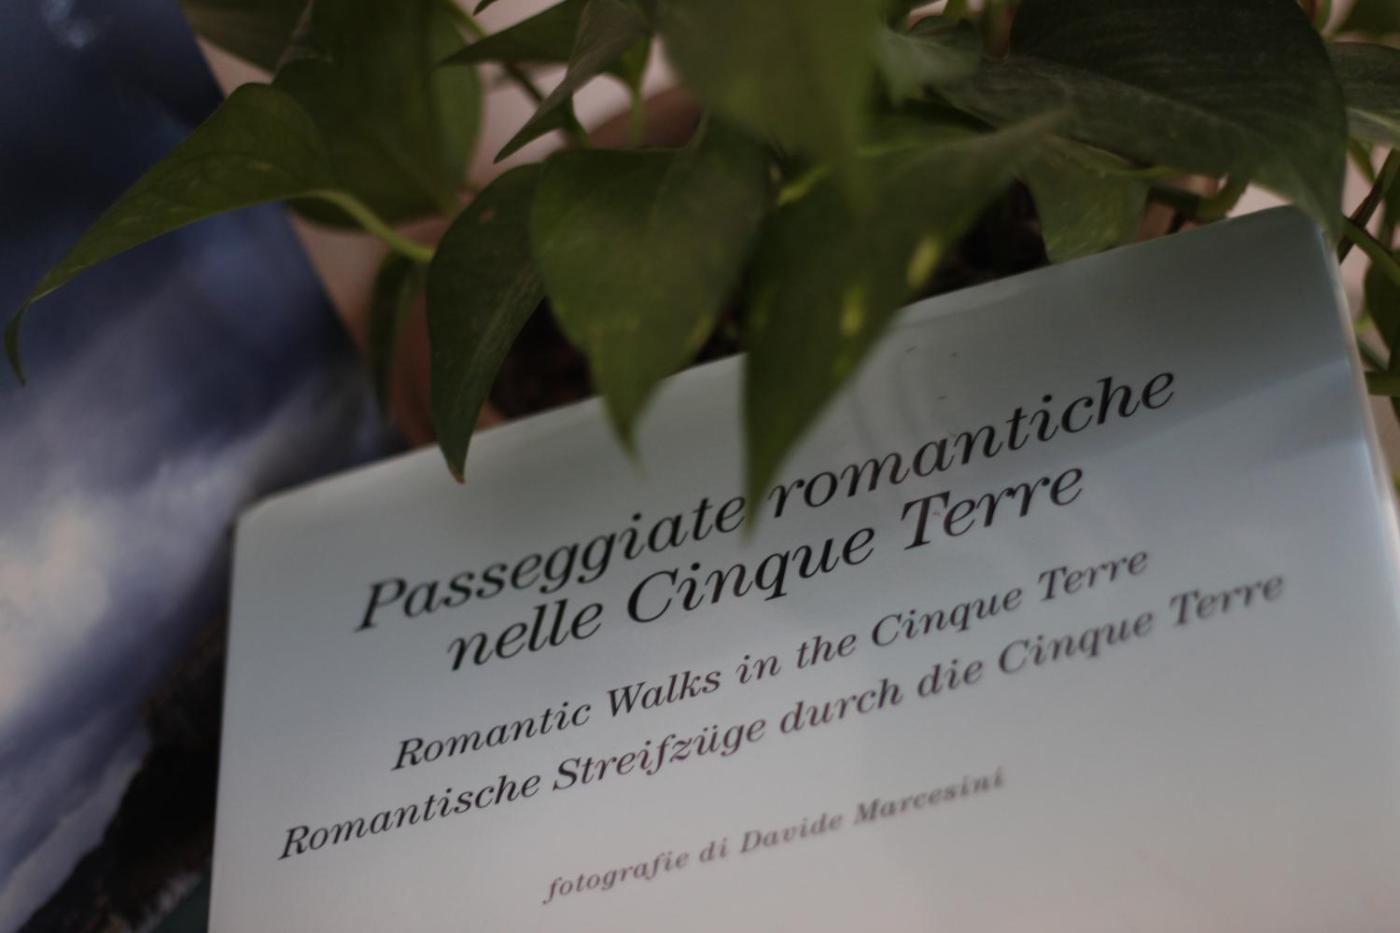 Passeggiate romantiche
nelle Cinque Terre
Romantic Walks in the Cinque Terre
Romantische Streifzüge durch die Cinque Terre
fotografie di Davide Marcesini